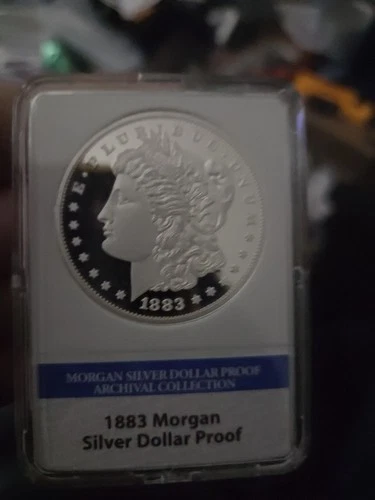 E·PLURIBUS·UNUM
1883
MORGAN SILVER DOLLAR PROOF
ARCHIVAL COLLECTION
1883 Morgan
Silver Dollar Proof